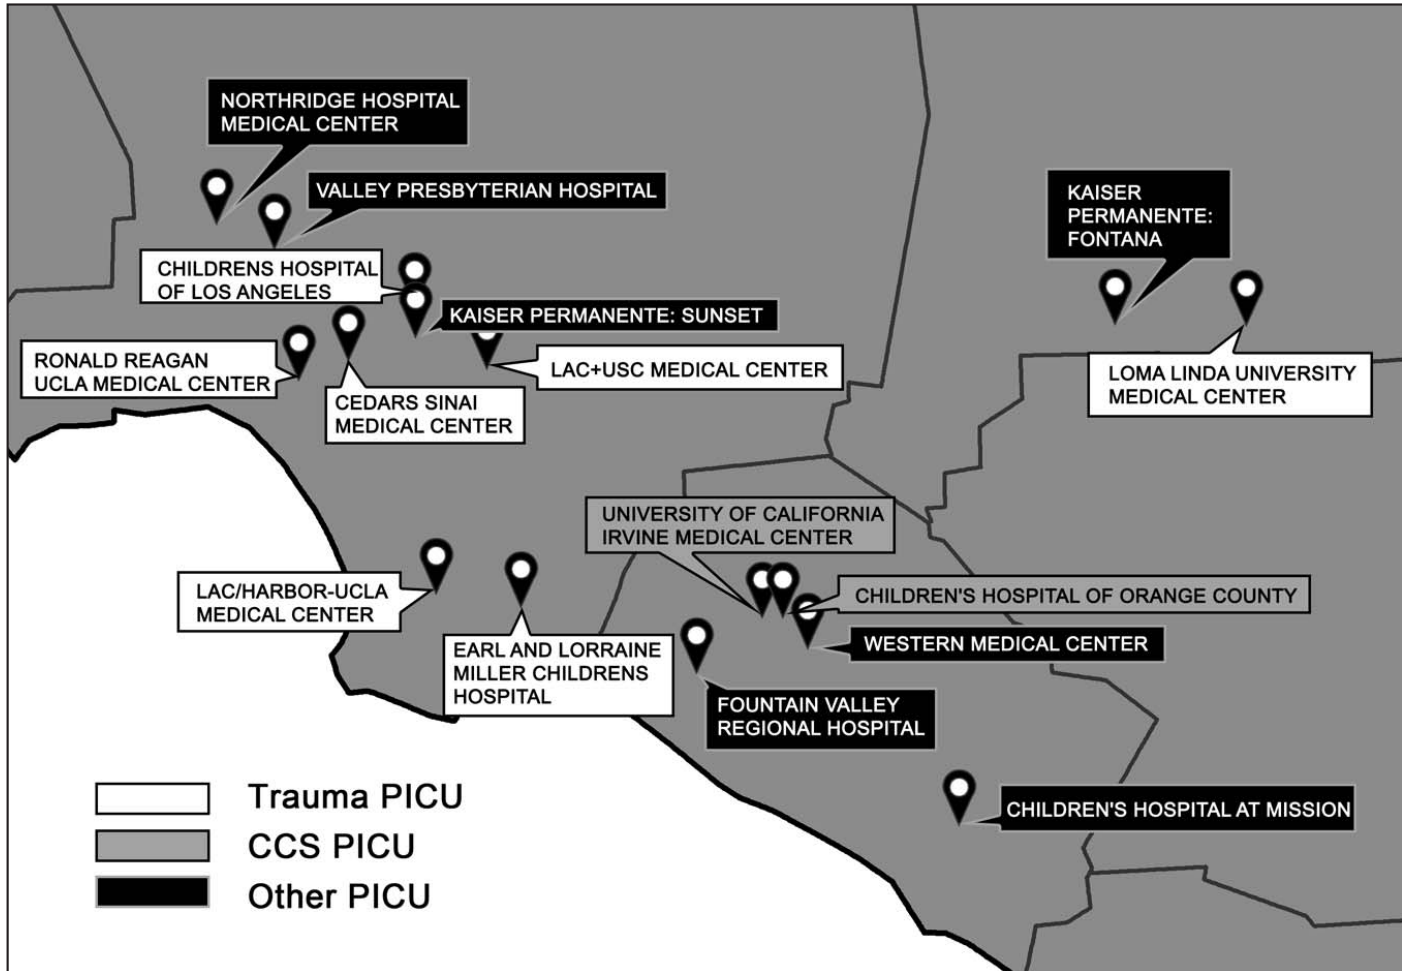 NORTHRIDGE HOSPITAL
MEDICAL CENTER
VALLEY PRESBYTERIAN HOSPITAL
KAISER
PERMANENTE:
FONTANA
CHILDRENS HOSPITAL
OF LOS ANGELES
KAISER PERMANENTE: SUNSET
RONALD REAGAN
UCLA MEDICAL CENTER
CEDARS SINAI
MEDICAL CENTER
LAC+USC MEDICAL CENTER
LOMA LINDA UNIVERSITY
MEDICAL CENTER
UNIVERSITY OF CALIFORNIA
IRVINE MEDICAL CENTER
LAC/HARBOR-UCLA
MEDICAL CENTER
CHILDREN'S HOSPITAL OF ORANGE COUNTY
EARL AND LORRAINE
MILLER CHILDRENS
HOSPITAL
WESTERN MEDICAL CENTER
FOUNTAIN VALLEY
REGIONAL HOSPITAL
CHILDREN'S HOSPITAL AT MISSION
Trauma PICU
CCS PICU
Other PICU